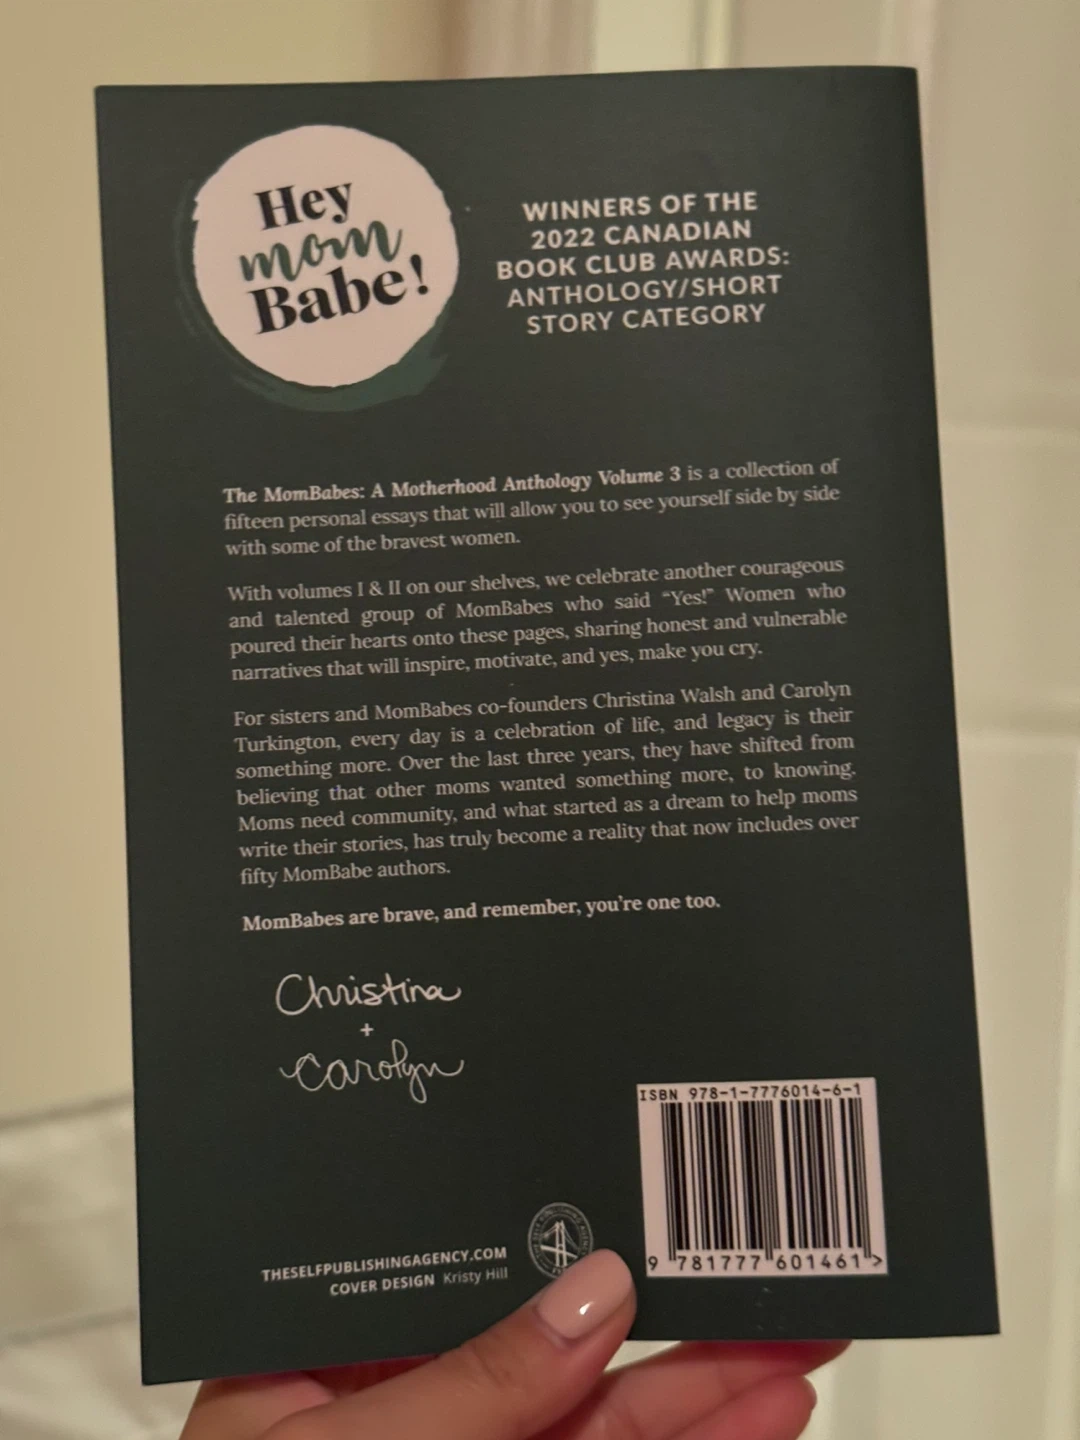 Hey
mom
Babe!
WINNERS OF THE
2022 CANADIAN
BOOK CLUB AWARDS:
ANTHOLOGY/SHORT
STORY CATEGORY
The MomBabes: A Motherhood Anthology Volume 3 is a collection of
fifteen personal essays that will allow you to see yourself side by side
with some of the bravest women.
With volumes I & II on our shelves, we celebrate another courageous
and talented group of MomBabes who said “Yes!” Women who
poured their hearts onto these pages, sharing honest and vulnerable
narratives that will inspire, motivate, and yes, make you cry.
For sisters and MomBabes co-founders Christina Walsh and Carolyn
Turkington, every day is a celebration of life, and legacy is their
something more. Over the last three years, they have shifted from
believing that other moms wanted something more, to knowing.
Moms need community, and what started as a dream to help moms
write their stories, has truly become a reality that now includes over
fifty MomBabe authors.
MomBabes are brave, and remember, you’re one too.
Christina
+
Carolyn
ISBN 978-1-7776014-6-1
9 781777 601461 >
THESELFPUBLISHINGAGENCY.COM
COVER DESIGN Kristy Hill